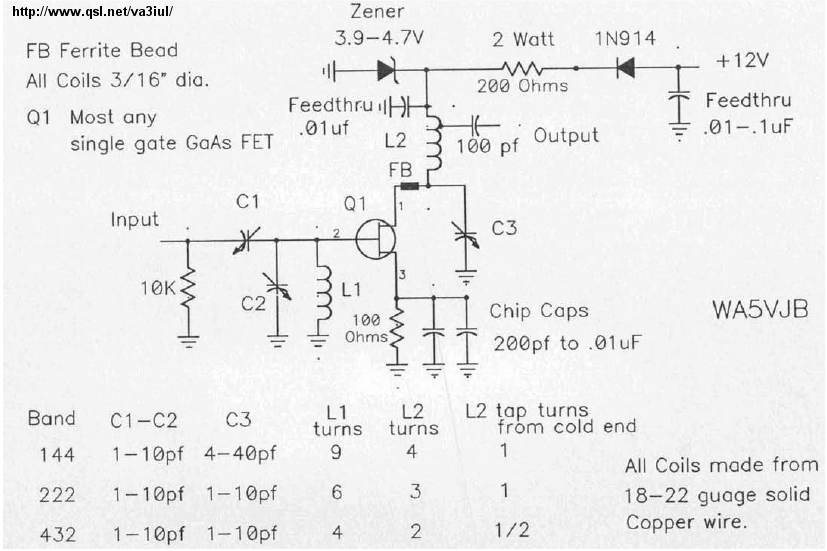 http://www.qsl.net/va3iul/
Zener
3.9-4.7V
2 Watt
1N914
+12V
FB Ferrite Bead
All Coils 3/16" dia.
200 Ohms
Q1 Most any
single gate GaAs FET
Feedthru
.01uf
Feedthru
.01-.1uF
L2
100 pf
Output
FB
Input
C1
Q1
1
2
3
C3
10K
C2
L1
100
Ohms
Chip Caps
200pf to .01uF
WA5VJB
Band C1-C2 C3 L1 turns L2 turns L2 tap turns from cold end
144 1-10pf 4-40pf 9 4 1
222 1-10pf 1-10pf 6 3 1
432 1-10pf 1-10pf 4 2 1/2
All Coils made from
18-22 guage solid
Copper wire.